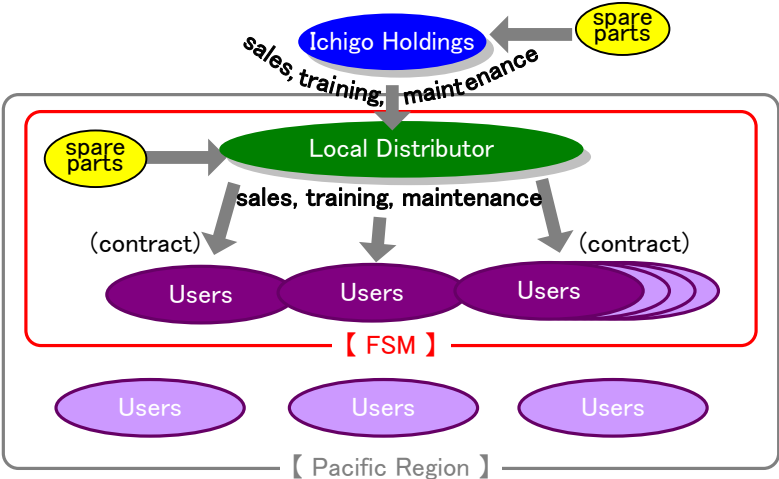 spare
parts
Ichigo Holdings
sales, training, maintenance
spare
parts
Local Distributor
sales, training, maintenance
(contract)
(contract)
Users
Users
Users
【 FSM 】
Users
Users
Users
【 Pacific Region 】